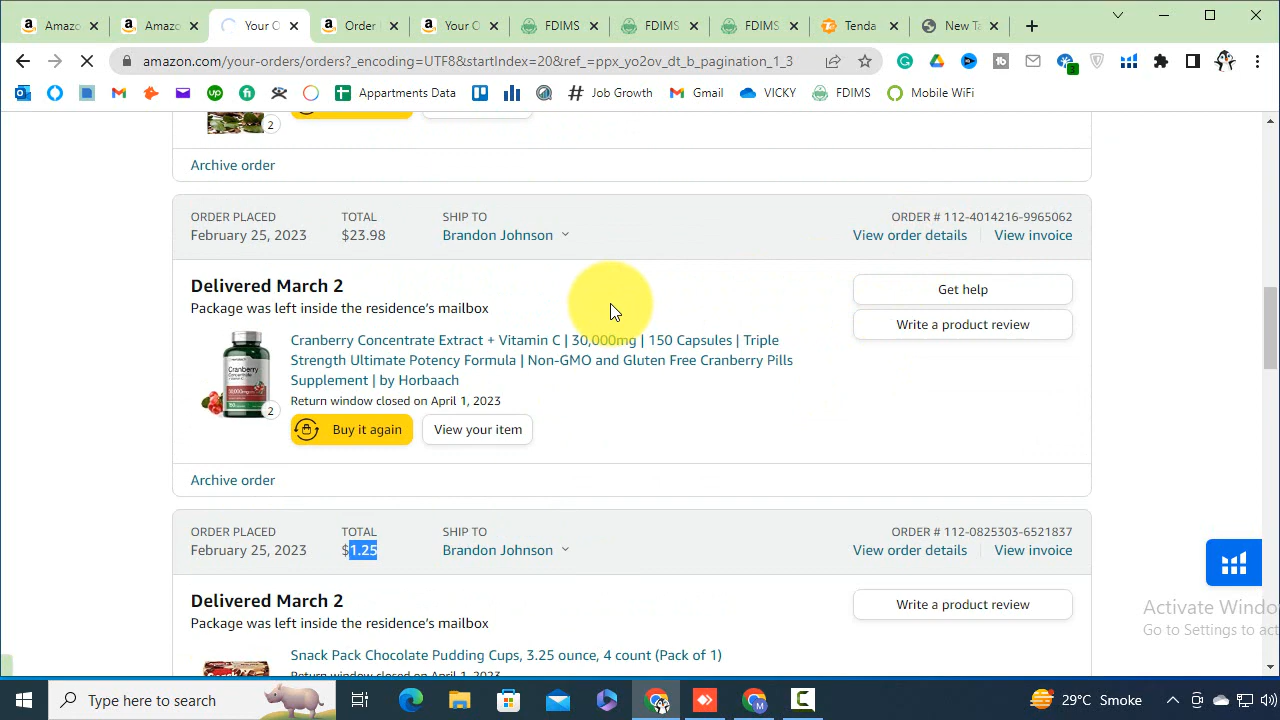 Amazo
Amazo
Your O
Order
Your O
FDIMS
FDIMS
FDIMS
Tenda
New Ta
amazon.com/your-orders/orders?_encoding=UTF8&startIndex=20&ref_=ppx_yo2ov_dt_b_pagination_1_3
Appartments Data
Job Growth
Gmail
VICKY
FDIMS
Mobile WiFi
2
Archive order
ORDER PLACED
TOTAL
SHIP TO
ORDER # 112-4014216-9965062
February 25, 2023
$23.98
Brandon Johnson
View order details
View invoice
Delivered March 2
Package was left inside the residence's mailbox
Get help
Write a product review
Cranberry Concentrate Extract + Vitamin C | 30,000mg | 150 Capsules | Triple
Strength Ultimate Potency Formula | Non-GMO and Gluten Free Cranberry Pills
Supplement | by Horbaach
Return window closed on April 1, 2023
Cranberry
2
Buy it again
View your item
Archive order
ORDER PLACED
TOTAL
SHIP TO
ORDER # 112-0825303-6521837
February 25, 2023
$1.25
Brandon Johnson
View order details
View invoice
Delivered March 2
Package was left inside the residence's mailbox
Write a product review
Snack Pack Chocolate Pudding Cups, 3.25 ounce, 4 count (Pack of 1)
Return window closed on April 1, 2023
Activate Windo
Go to Settings to act
Type here to search
29°C Smoke